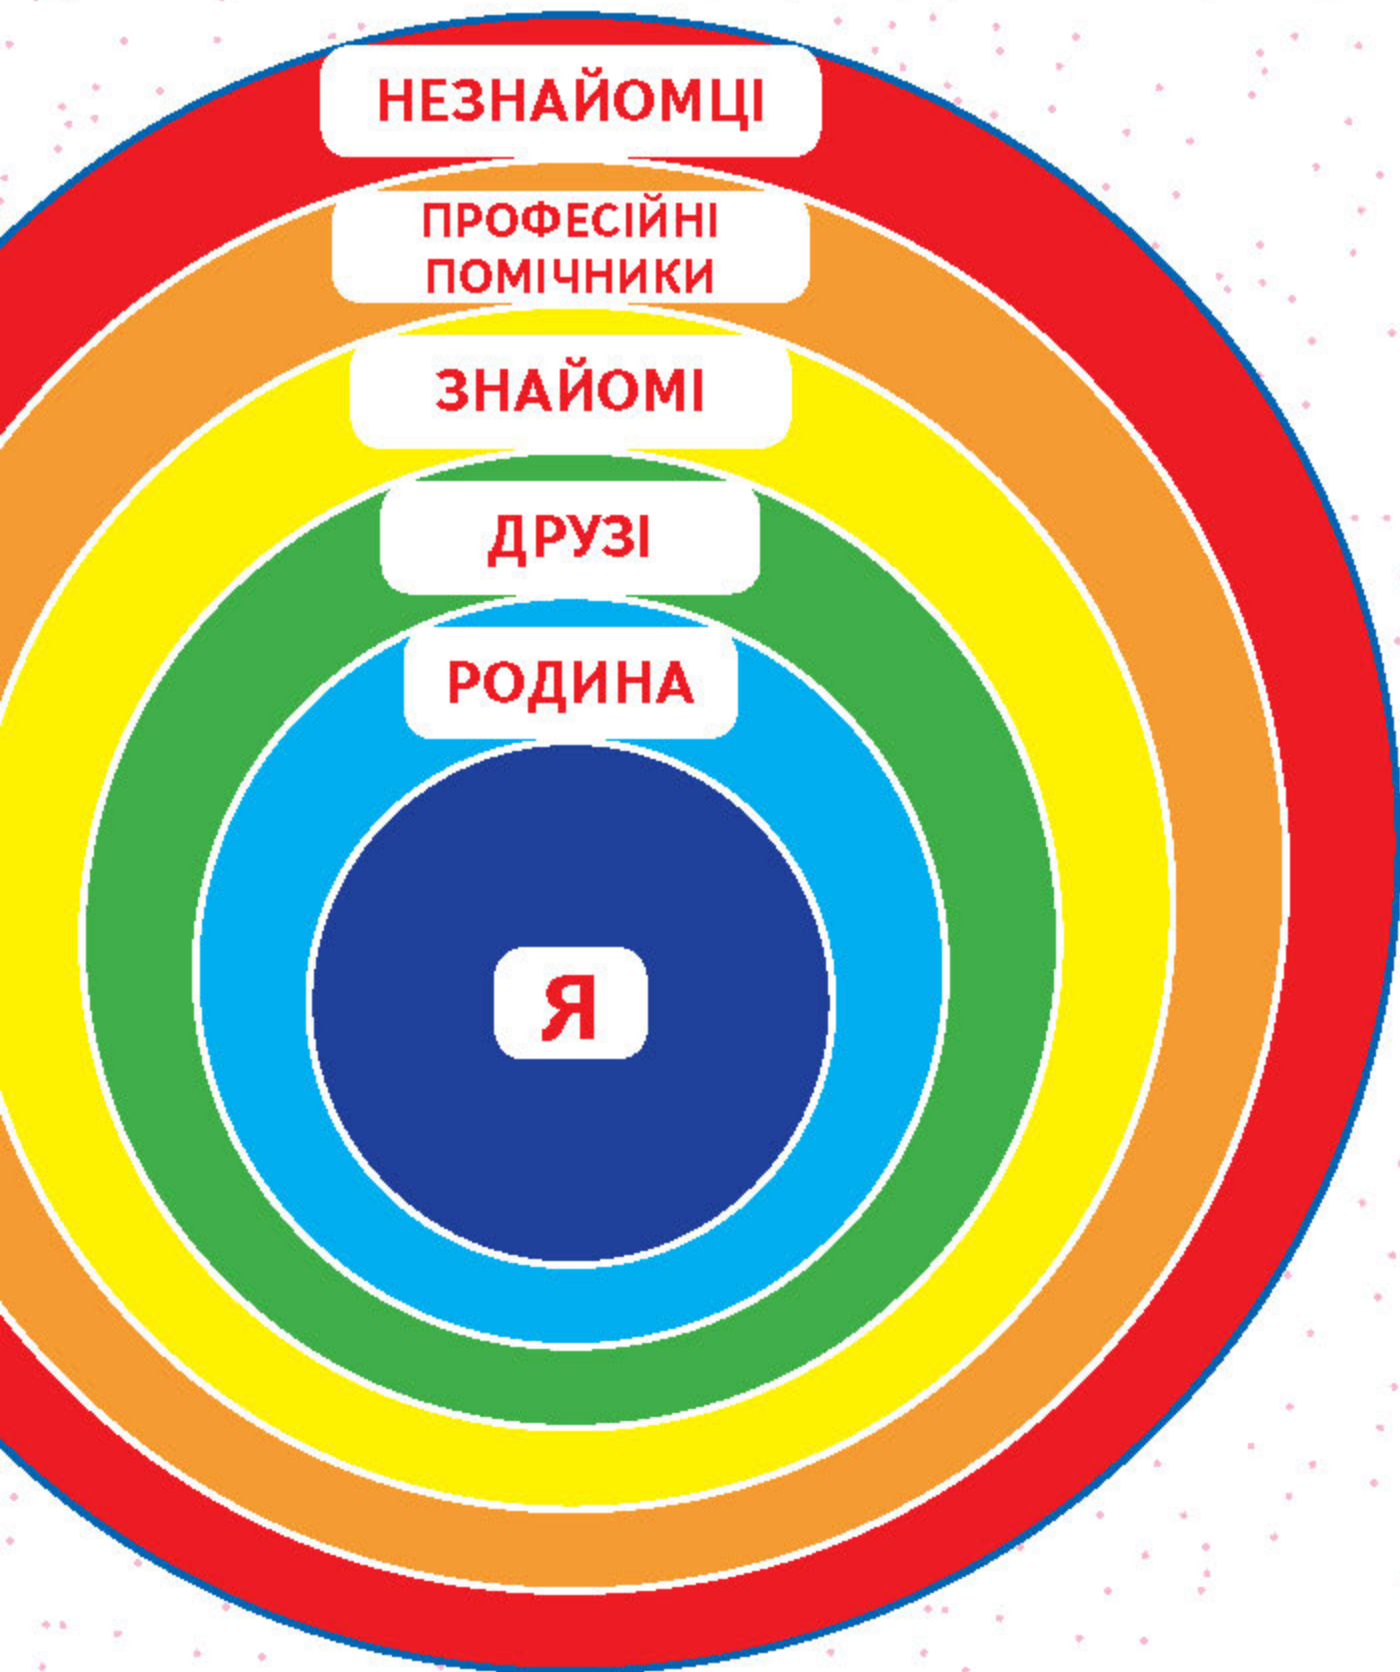 НЕЗНАЙОМЦІ
ПРОФЕСІЙНІ
ПОМІЧНИКИ
ЗНАЙОМІ
ДРУЗІ
РОДИНА
Я